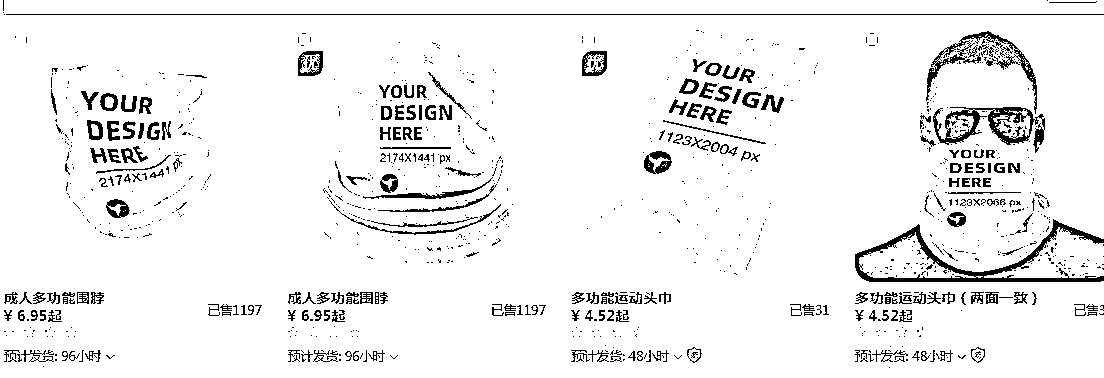 YOUR
DESIGN
HERE
2174X1441 px
成人多功能围脖
¥ 6.95起
已售1197
预计发货: 96小时
优
YOUR
DESIGN
HERE
2174X1441 px
成人多功能围脖
¥ 6.95起
已售1197
预计发货: 96小时
优
YOUR
DESIGN
HERE
1123X2004 px
多功能运动头巾
¥ 4.52起
已售31
预计发货: 48小时
YOUR
DESIGN
HERE
1123X2066 px
多功能运动头巾 ( 两面一致 )
¥ 4.52起
已售3
预计发货: 48小时